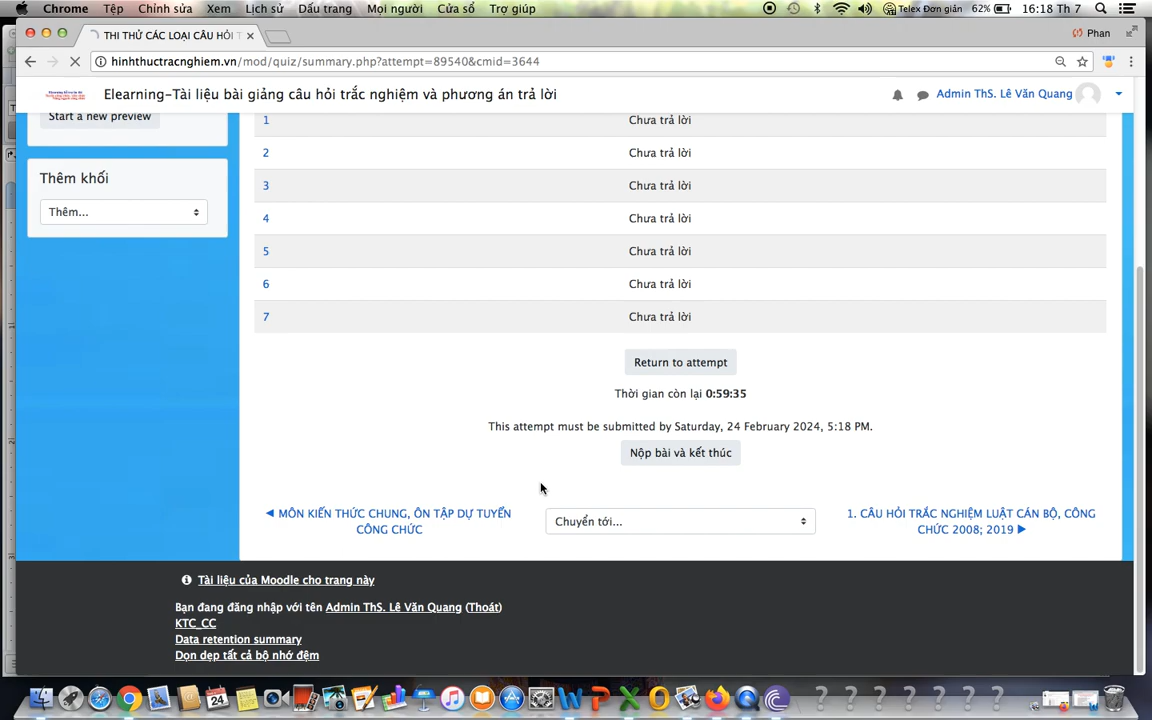 Chrome Tệp Chỉnh sửa Xem Lịch sử Dấu trang Mọi người Cửa sổ Trợ giúp Telex Đơn giản 62% 16:18 Th 7
THI THỬ CÁC LOẠI CÂU HỎI T
Phan
hinhthuctracnghiem.vn/mod/quiz/summary.php?attempt=89540&cmid=3644
Elearning-Tài liệu bài giảng câu hỏi trắc nghiệm và phương án trả lời
Admin ThS. Lê Văn Quang
Start a new preview
Thêm khối
Thêm...
1 Chưa trả lời
2 Chưa trả lời
3 Chưa trả lời
4 Chưa trả lời
5 Chưa trả lời
6 Chưa trả lời
7 Chưa trả lời
Return to attempt
Thời gian còn lại 0:59:35
This attempt must be submitted by Saturday, 24 February 2024, 5:18 PM.
Nộp bài và kết thúc
◀ MÔN KIẾN THỨC CHUNG, ÔN TẬP DỰ TUYỂN
CÔNG CHỨC
Chuyển tới...
1. CÂU HỎI TRẮC NGHIỆM LUẬT CÁN BỘ, CÔNG
CHỨC 2008; 2019 ▶
Tài liệu của Moodle cho trang này
Bạn đang đăng nhập với tên Admin ThS. Lê Văn Quang (Thoát)
KTC_CC
Data retention summary
Dọn dẹp tất cả bộ nhớ đệm
24